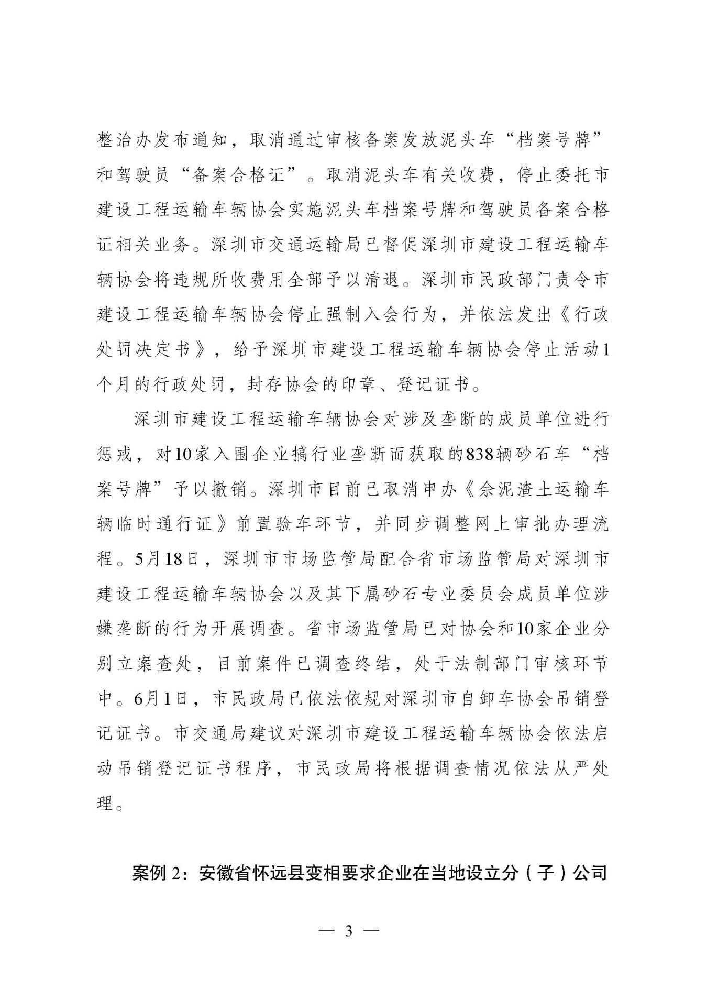 整治办发布通知，取消通过审核备案发放泥头车“档案号牌”
和驾驶员“备案合格证”。取消泥头车有关收费，停止委托市
建设工程运输车辆协会实施泥头车档案号牌和驾驶员备案合格
证相关业务。深圳市交通运输局已督促深圳市建设工程运输车
辆协会将违规所收费用全部予以清退。深圳市民政部门责令市
建设工程运输车辆协会停止强制入会行为，并依法发出《行政
处罚决定书》，给予深圳市建设工程运输车辆协会停止活动1
个月的行政处罚，封存协会的印章、登记证书。
深圳市建设工程运输车辆协会对涉及垄断的成员单位进行
惩戒，对10家入围企业搞行业垄断而获取的838辆砂石车“档
案号牌”予以撤销。深圳市目前已取消申办《余泥渣土运输车
辆临时通行证》前置验车环节，并同步调整网上审批办理流
程。5月18日，深圳市市场监管局配合省市场监管局对深圳市
建设工程运输车辆协会以及其下属砂石专业委员会成员单位涉
嫌垄断的行为开展调查。省市场监管局已对协会和10家企业分
别立案查处，目前案件已调查终结，处于法制部门审核环节
中。6月1日，市民政局已依法依规对深圳市自卸车协会吊销登
记证书。市交通局建议对深圳市建设工程运输车辆协会依法启
动吊销登记证书程序，市民政局将根据调查情况依法从严处
理。
案例 2：安徽省怀远县变相要求企业在当地设立分（子）公司
— 3 —